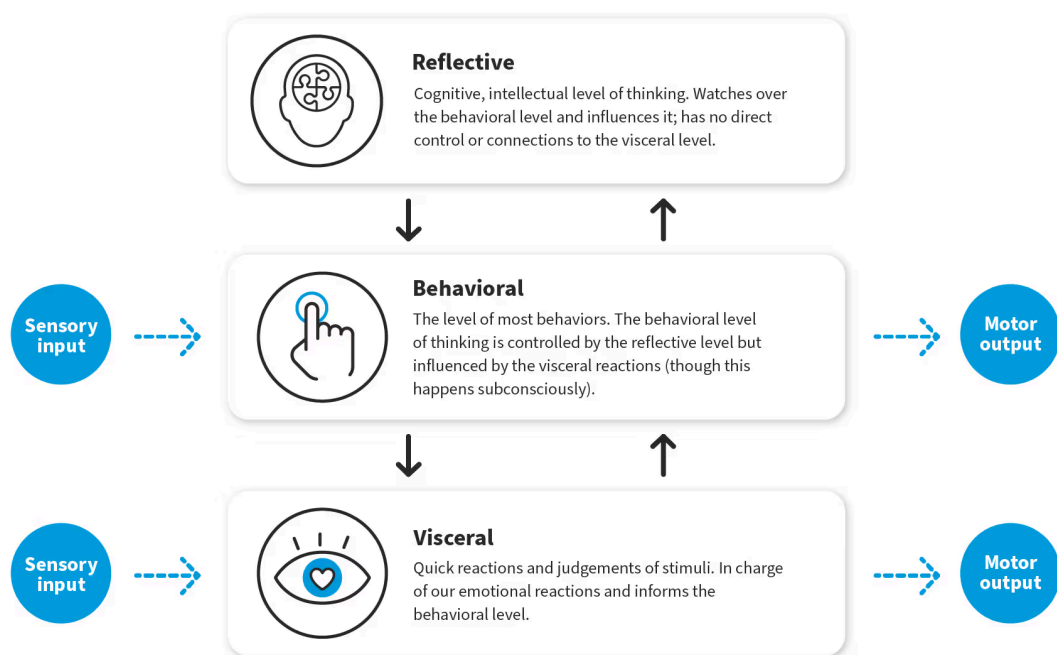 Reflective
Cognitive, intellectual level of thinking. Watches over
the behavioral level and influences it; has no direct
control or connections to the visceral level.
Sensory
input
Behavioral
The level of most behaviors. The behavioral level
of thinking is controlled by the reflective level but
influenced by the visceral reactions (though this
happens subconsciously).
Motor
output
Sensory
input
Visceral
Quick reactions and judgements of stimuli. In charge
of our emotional reactions and informs the
behavioral level.
Motor
output